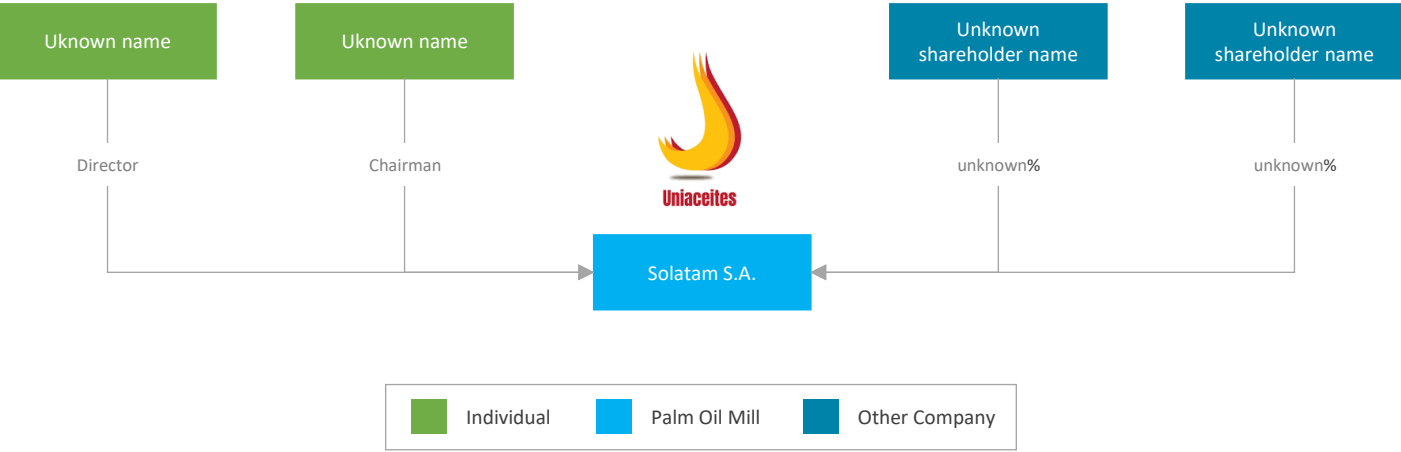 Uknown name
Uknown name
Unknown
shareholder name
Unknown
shareholder name
Director
Chairman
unknown%
unknown%
Uniaceites
Solatam S.A.
Individual
Palm Oil Mill
Other Company